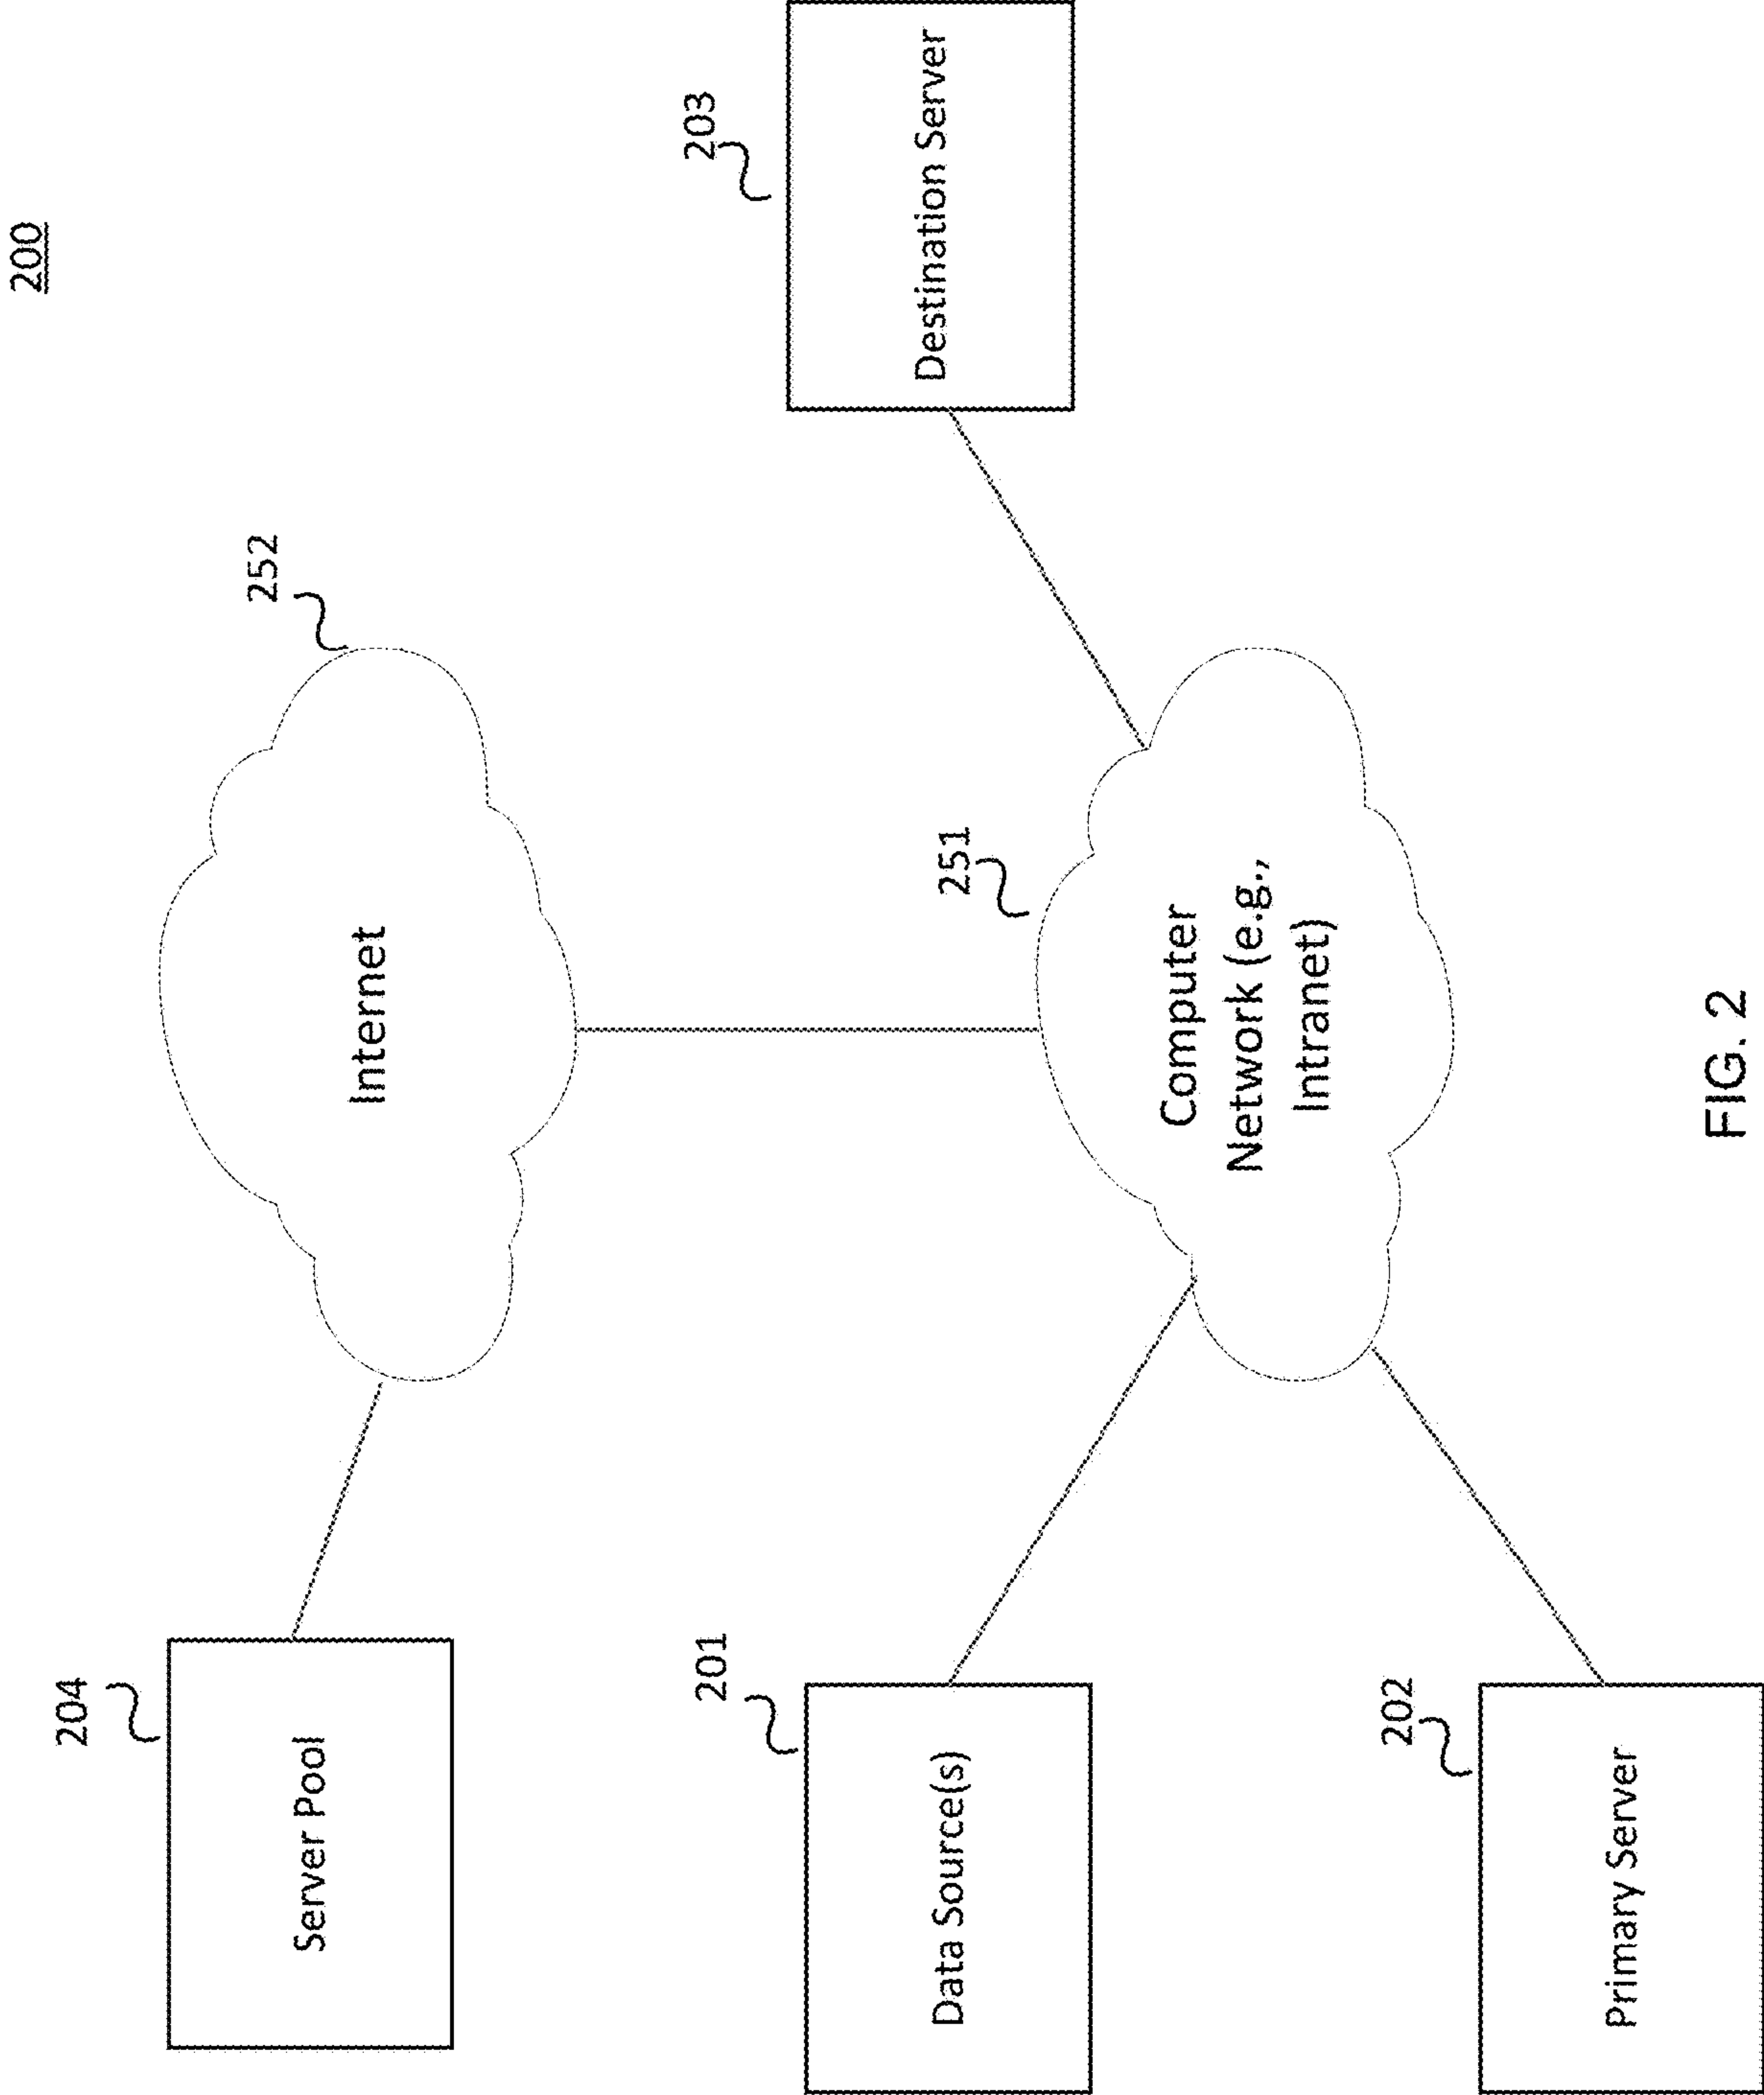 200
252
Internet
204
Server Pool
203
Destination Server
251
Computer
Network (e.g.,
Intranet)
201
Data Source(s)
202
Primary Server
FIG. 2